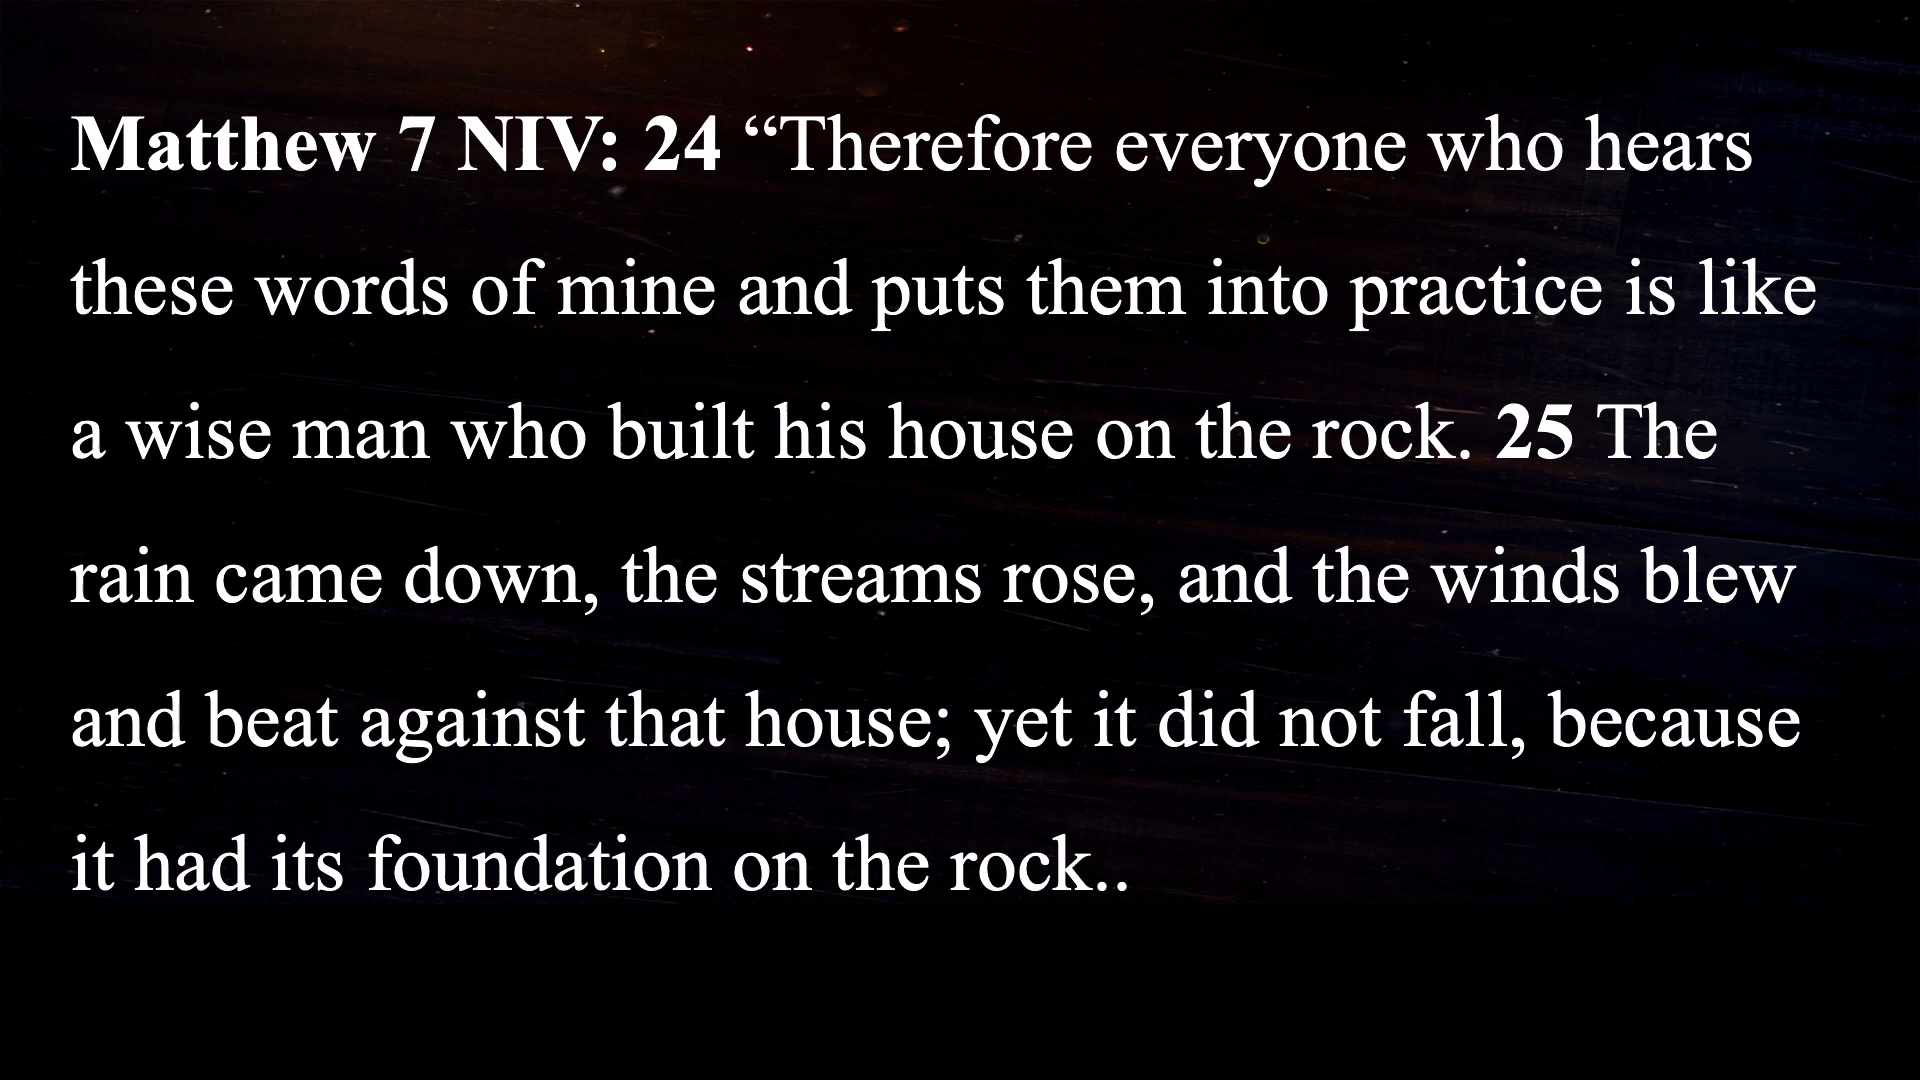 Matthew 7 NIV: 24 “Therefore everyone who hears
these words of mine and puts them into practice is like
a wise man who built his house on the rock. 25 The
rain came down, the streams rose, and the winds blew
and beat against that house; yet it did not fall, because
it had its foundation on the rock..